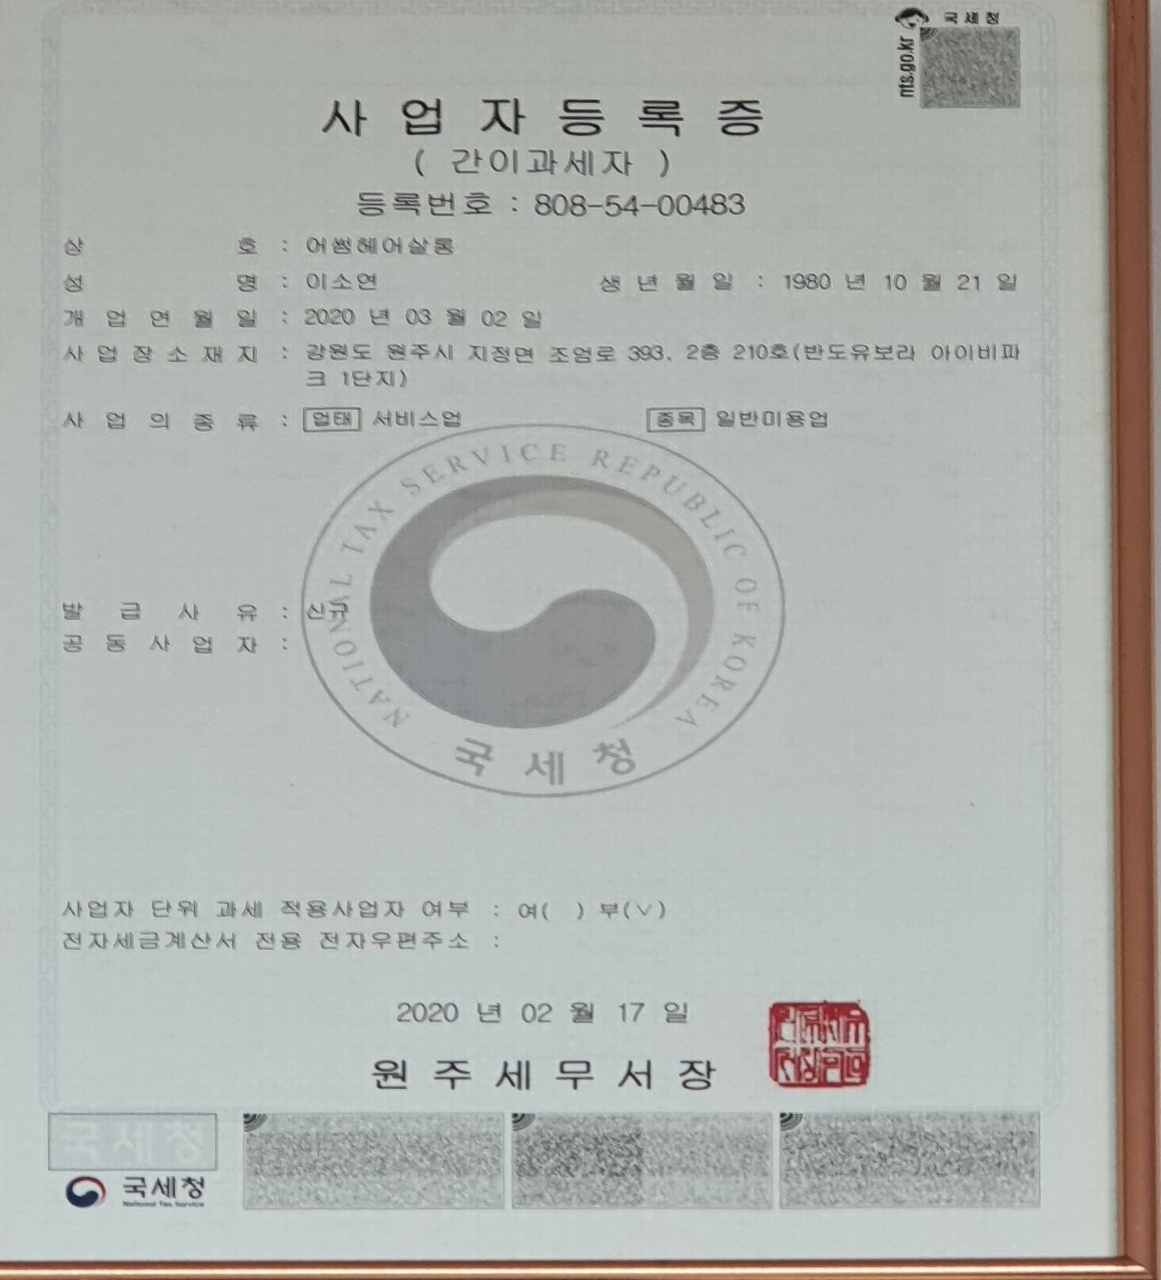 국세청
nts.go.kr
사업자등록증
( 간이과세자 )
등록번호 : 808-54-00483
상 호 : 어썸헤어살롱
성 명 : 이소연 생년월일 : 1980 년 10 월 21 일
개업연월일 : 2020 년 03 월 02 일
사업장소재지 : 강원도 원주시 지정면 조엄로 393, 2층 210호(반도유보라 아이비파
크 1단지)
사업의종류 : 업태 서비스업 종목 일반미용업
NATIONAL TAX SERVICE REPUBLIC OF KOREA
발급사유 : 신규
공동사업자 :
국세청
사업자 단위 과세 적용사업자 여부 : 여( ) 부(∨)
전자세금계산서 전용 전자우편주소 :
2020 년 02 월 17 일
원주세무서장
국세청
국세청
National Tax Service